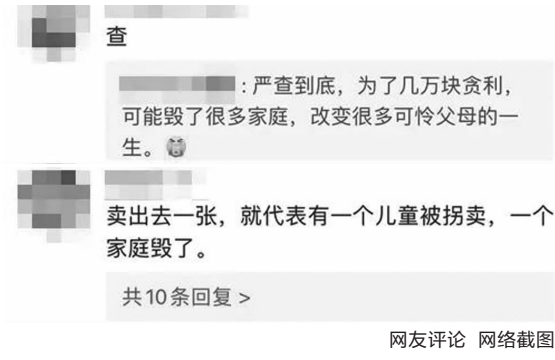 查
：严查到底，为了几万块贪利，
可能毁了很多家庭，改变很多可怜父母的一
生。
卖出去一张，就代表有一个儿童被拐卖，一个
家庭毁了。
共10条回复 >
网友评论 网络截图